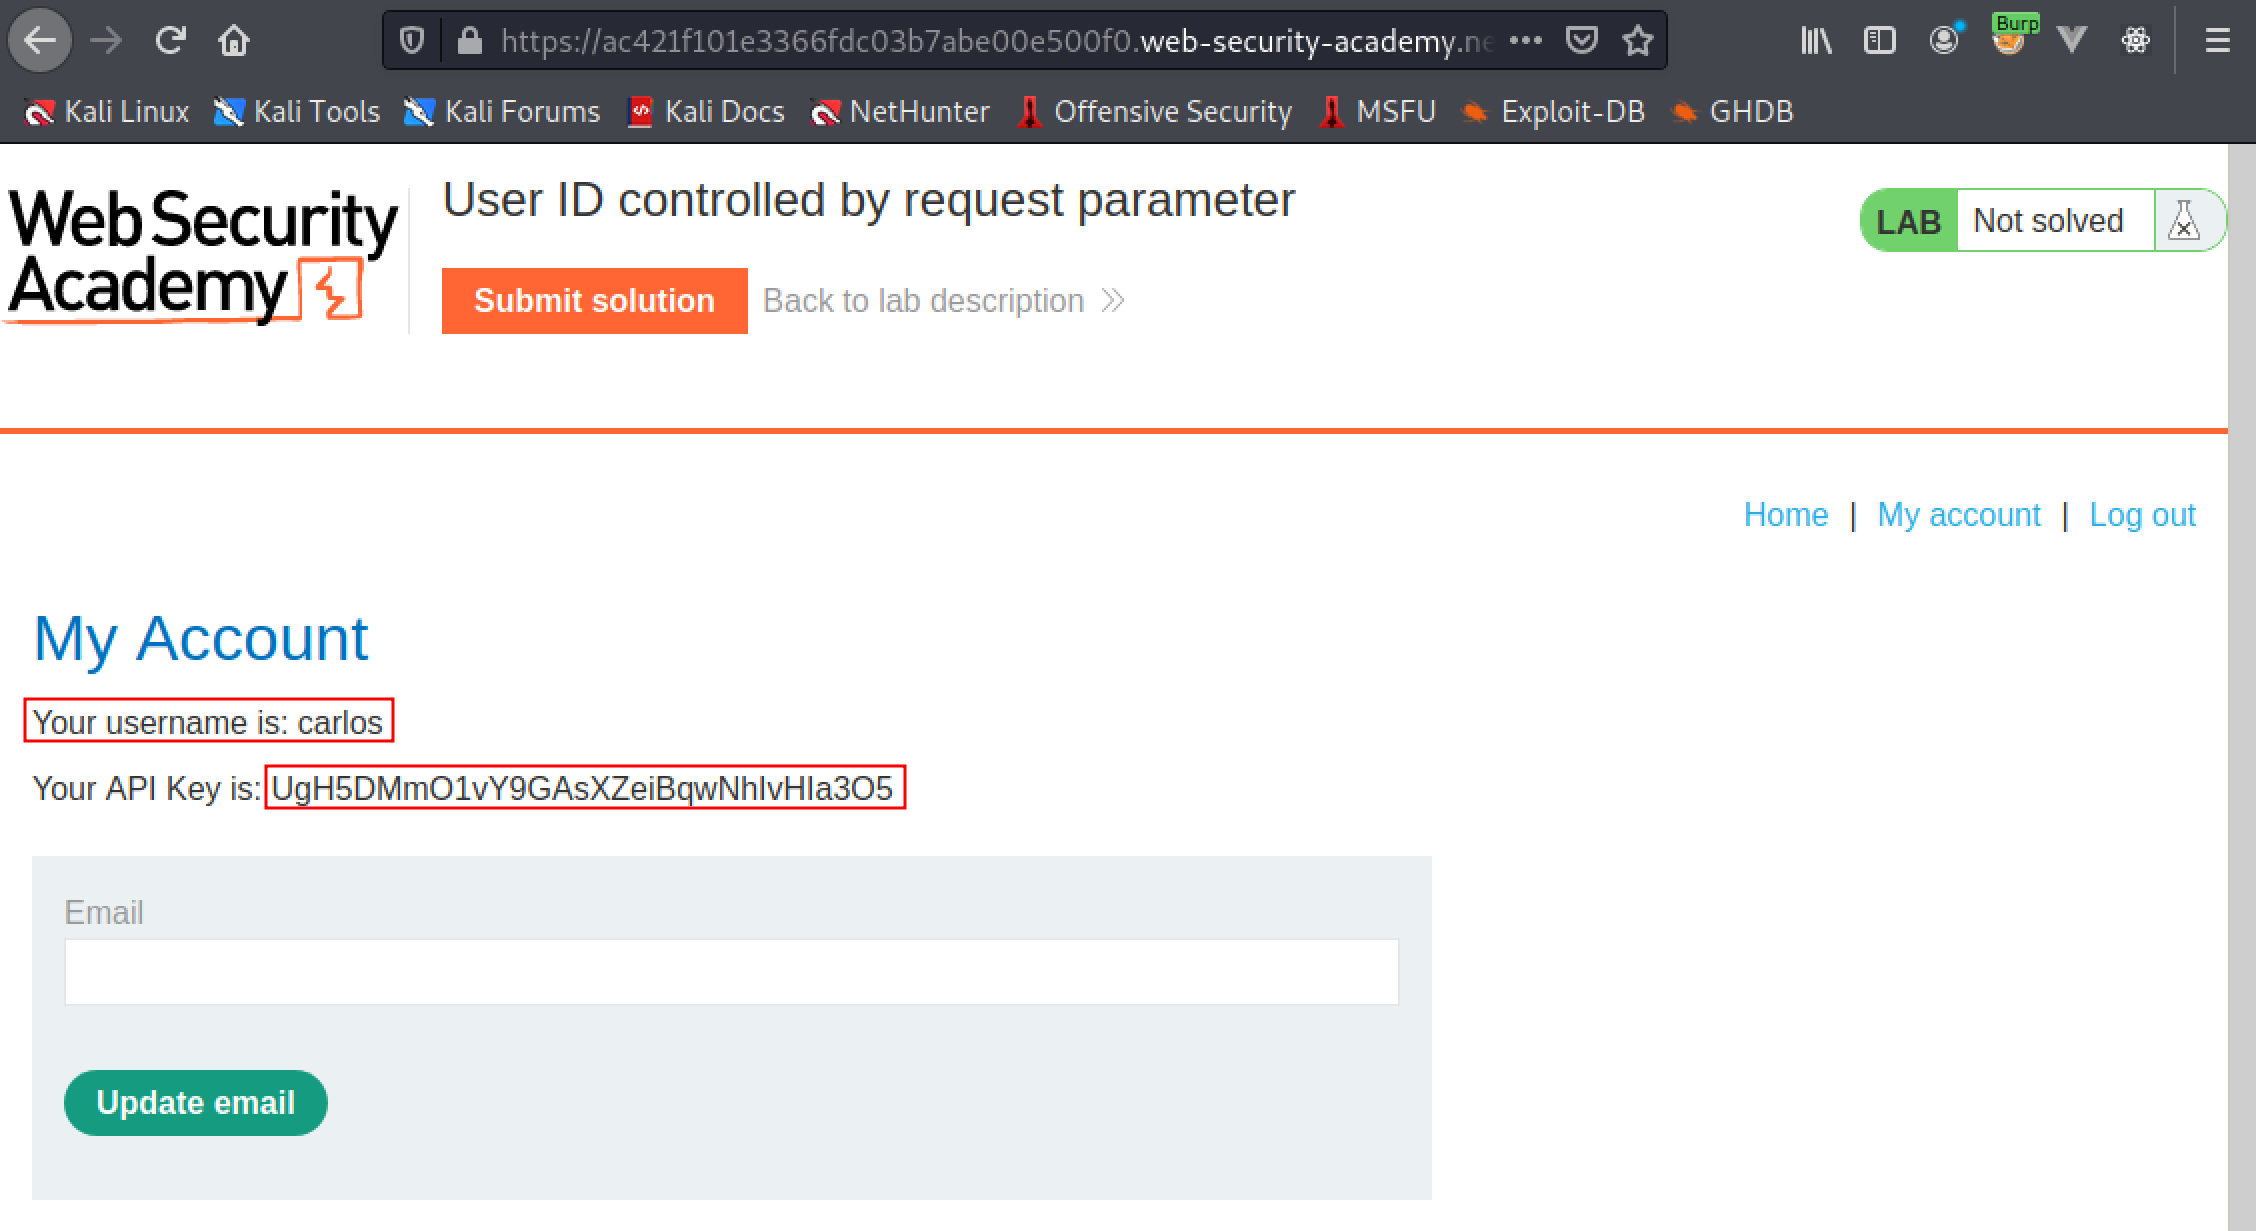 https://ac421f101e3366fdc03b7abe00e500f0.web-security-academy.ne
Burp
Kali Linux Kali Tools Kali Forums Kali Docs NetHunter Offensive Security MSFU Exploit-DB GHDB
Web Security
Academy
User ID controlled by request parameter
LAB Not solved
Submit solution Back to lab description
Home | My account | Log out
My Account
Your username is: carlos
Your API Key is: UgH5DMmO1vY9GAsXZeiBqwNhIvHIa3O5
Email
Update email